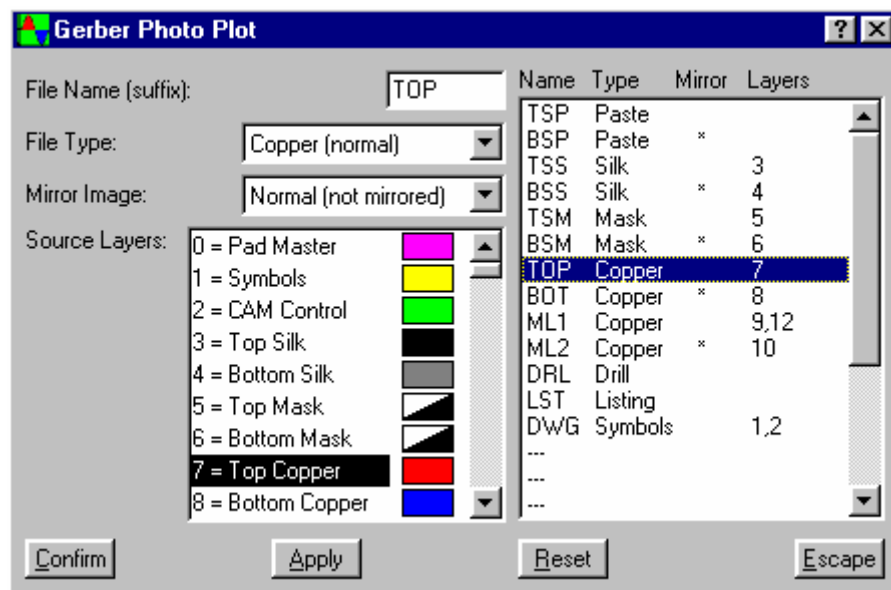 Gerber Photo Plot
File Name (suffix): TOP
File Type: Copper (normal)
Mirror Image: Normal (not mirrored)
Source Layers:
0 = Pad Master
1 = Symbols
2 = CAM Control
3 = Top Silk
4 = Bottom Silk
5 = Top Mask
6 = Bottom Mask
7 = Top Copper
8 = Bottom Copper
Name Type Mirror Layers
TSP Paste
BSP Paste *
TSS Silk 3
BSS Silk * 4
TSM Mask 5
BSM Mask * 6
TOP Copper 7
BOT Copper * 8
ML1 Copper 9,12
ML2 Copper * 10
DRL Drill
LST Listing
DWG Symbols 1,2
---
---
---
Confirm Apply Reset Escape